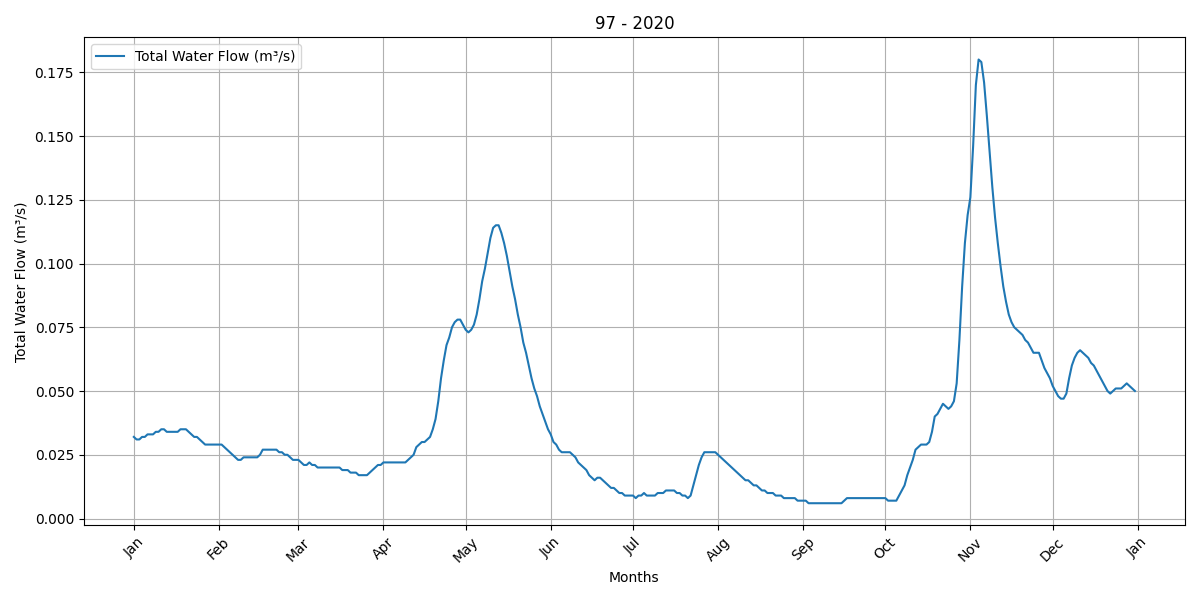 97 - 2020
Total Water Flow (m³/s)
Total Water Flow (m³/s)
0.175
0.150
0.125
0.100
0.075
0.050
0.025
0.000
Jan Feb Mar Apr May Jun Jul Aug Sep Oct Nov Dec Jan
Months